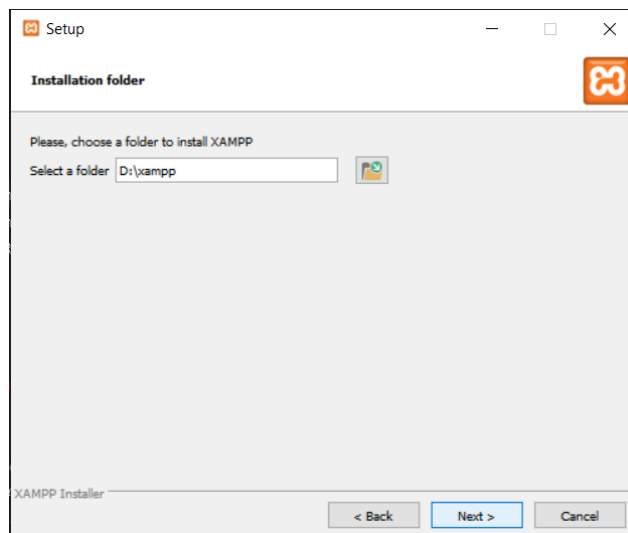 Setup
Installation folder
Please, choose a folder to install XAMPP
Select a folder D:\xampp
XAMPP Installer
< Back Next > Cancel